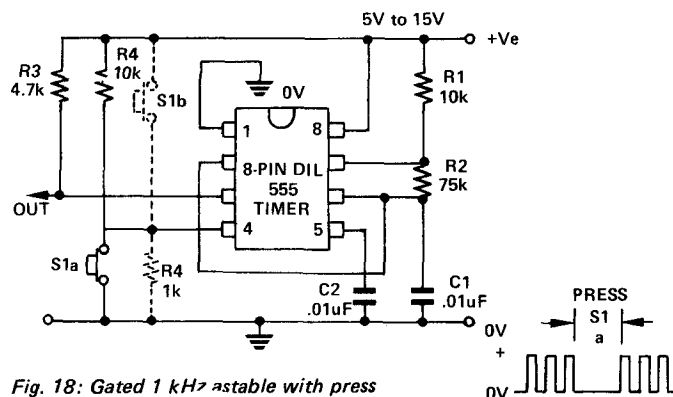 5V to 15V
+Ve
R3
4.7k
R4
10k
S1b
0V
R1
10k
1
8
8-PIN DIL
555
TIMER
R2
75k
OUT
4
5
S1a
R4
1k
C2
.01uF
C1
.01uF
0V
PRESS
S1
a
+
0V
Fig. 18: Gated 1 kHz astable with press